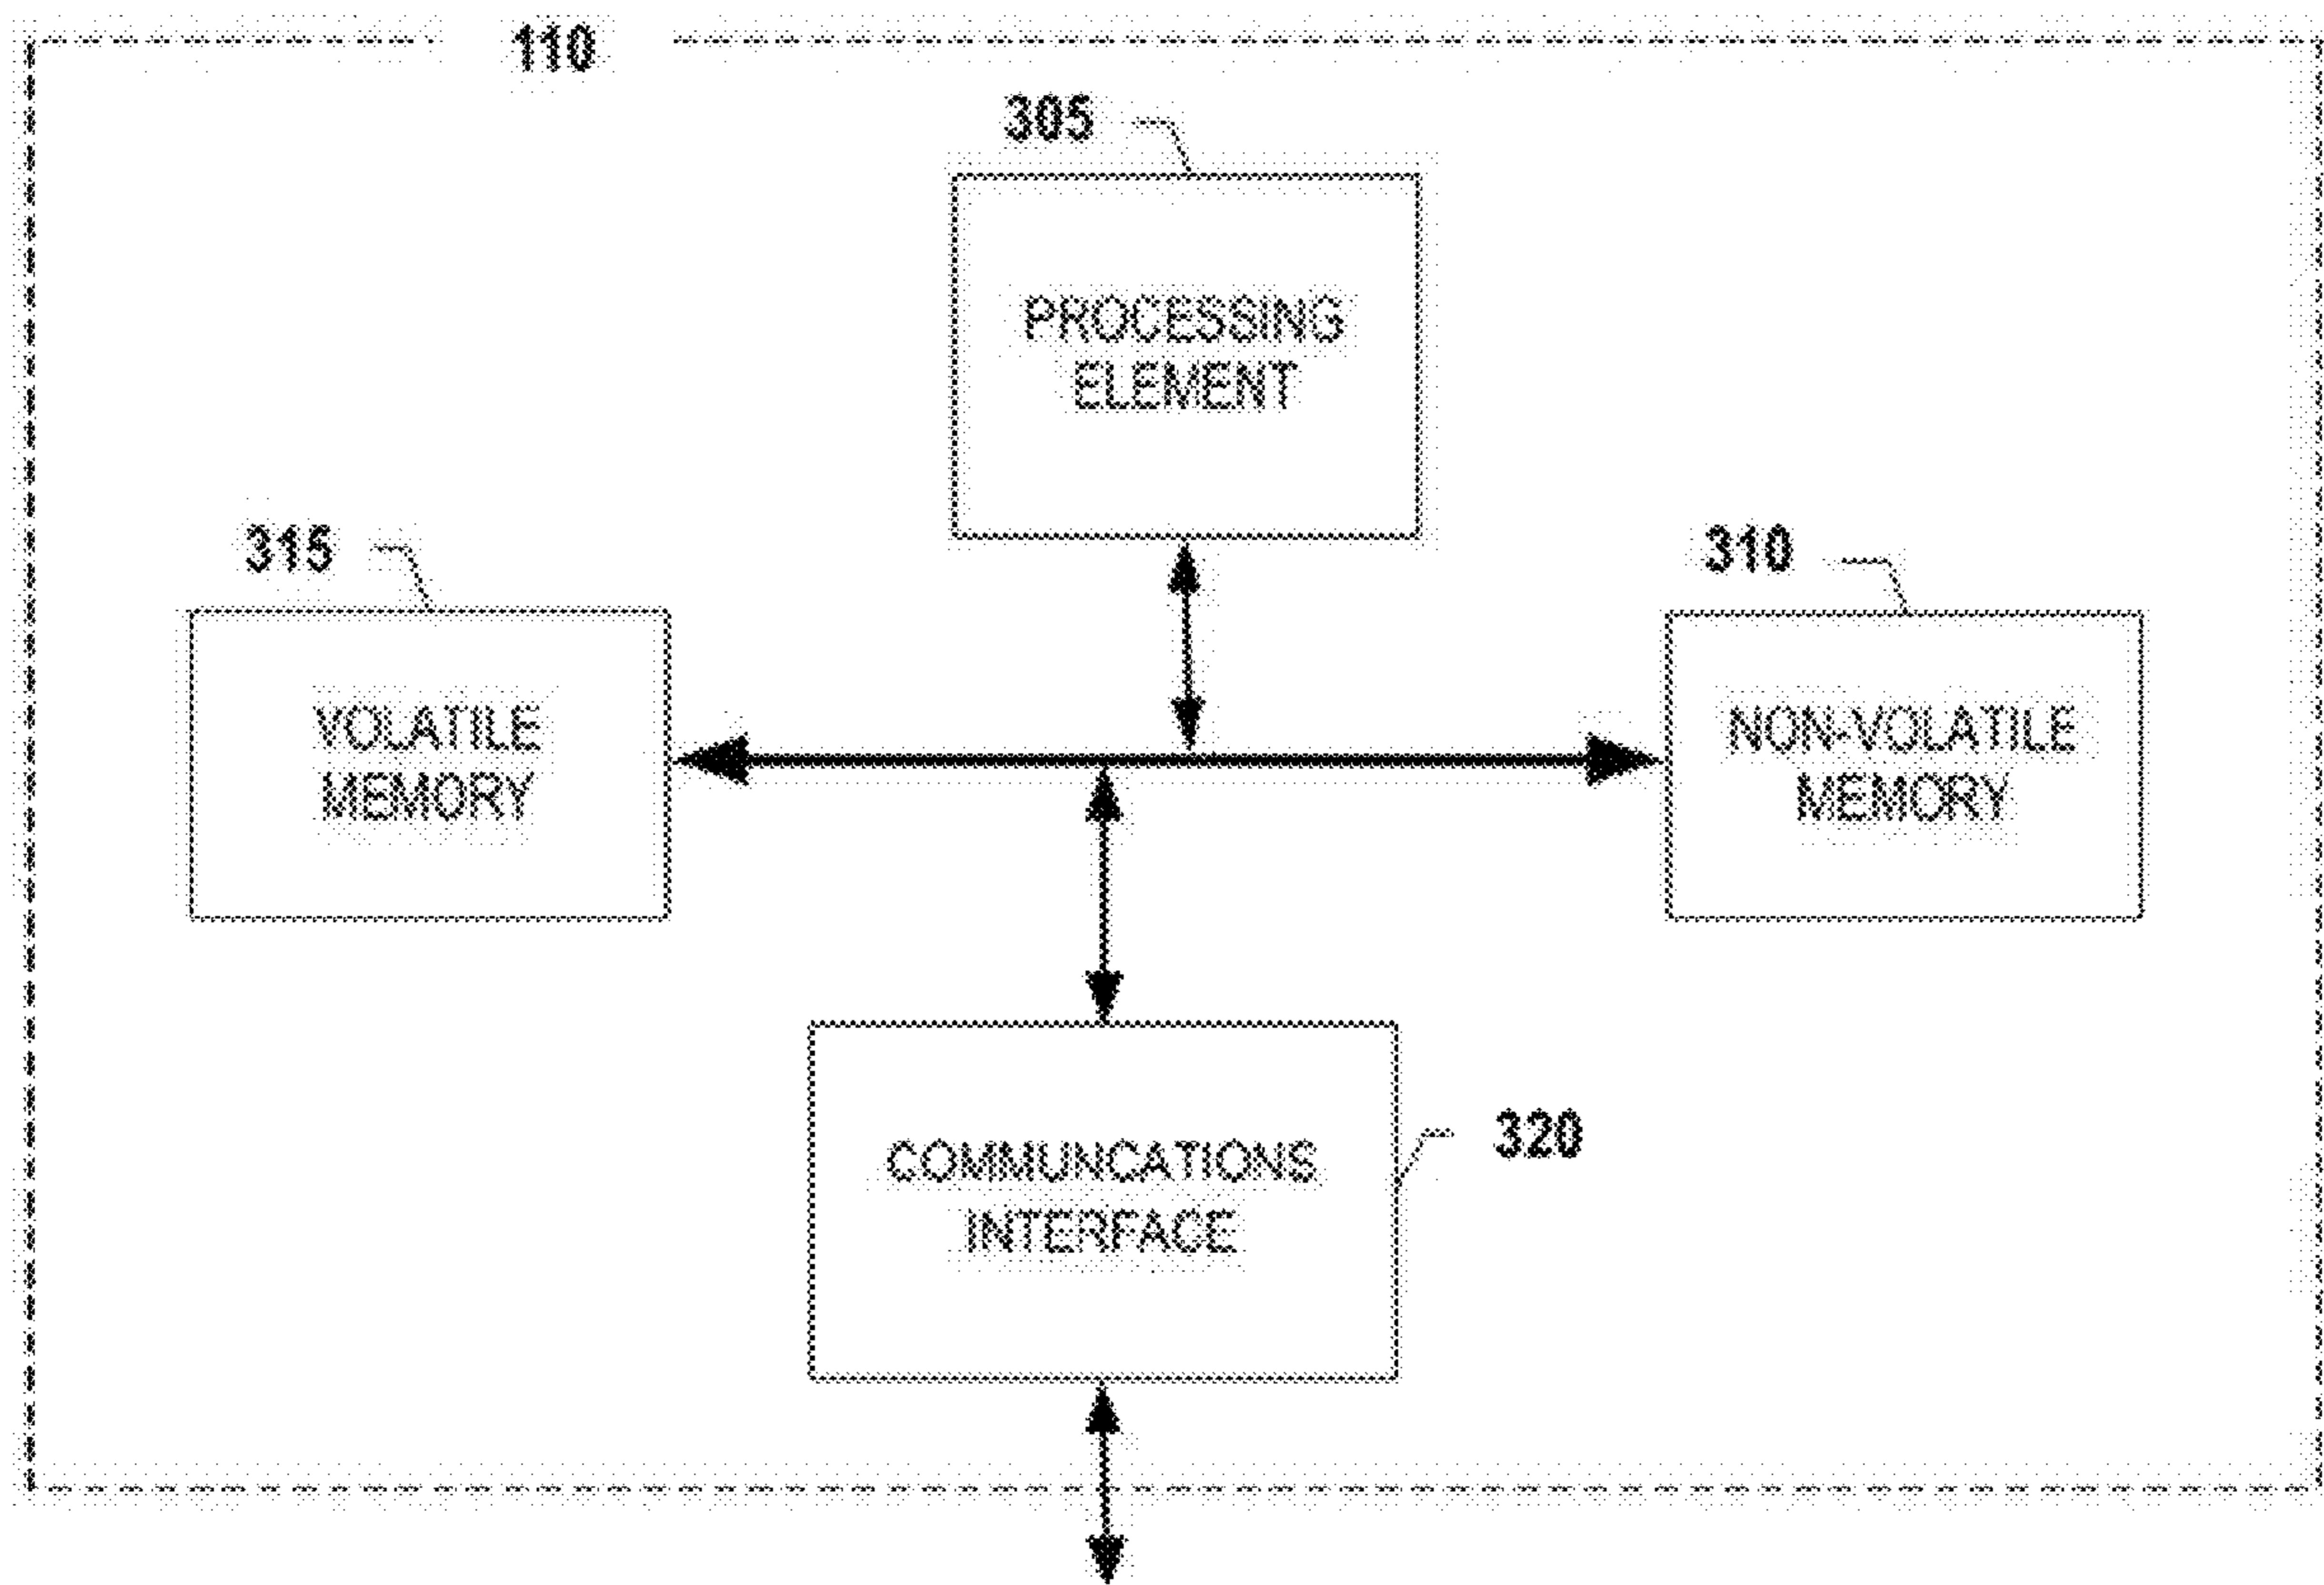 110
305
PROCESSING
ELEMENT
315
310
VOLATILE
MEMORY
NON-VOLATILE
MEMORY
COMMUNCATIONS
INTERFACE
320